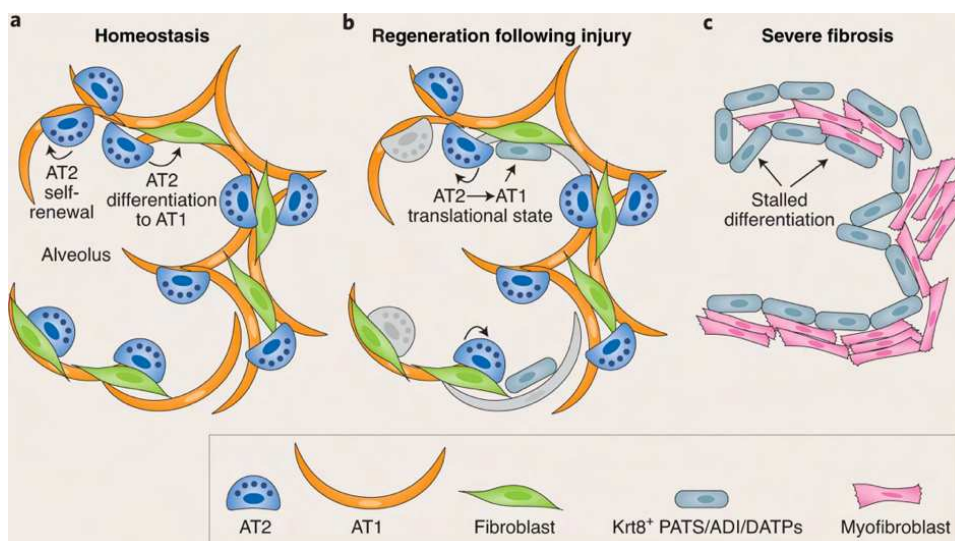 a
Homeostasis
AT2
self-
renewal
AT2
differentiation
to AT1
Alveolus
b
Regeneration following injury
AT2 → AT1
translational state
c
Severe fibrosis
Stalled
differentiation
AT2
AT1
Fibroblast
Krt8⁺ PATS/ADI/DATPs
Myofibroblast